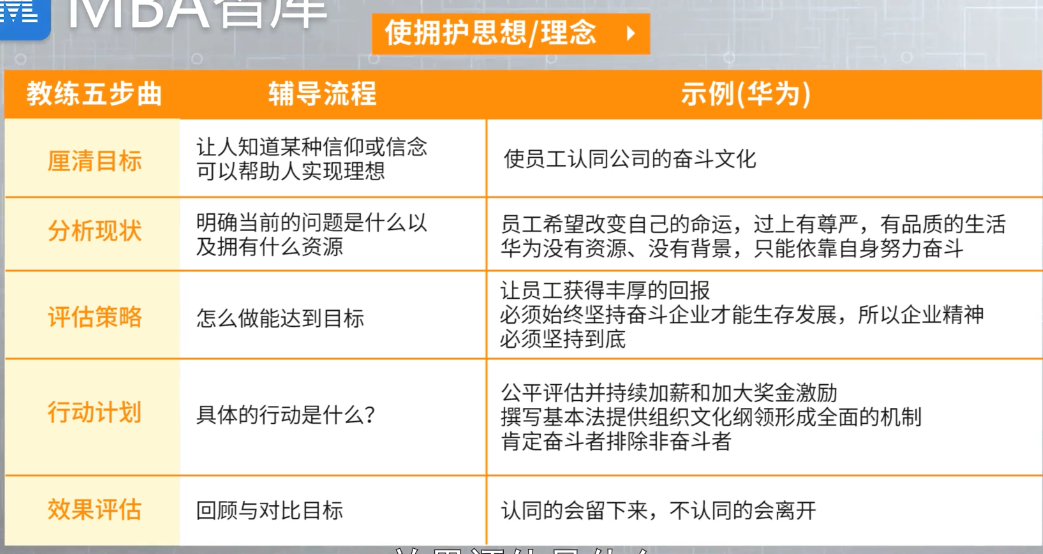 MBA智库
使拥护思想/理念
教练五步曲 辅导流程 示例(华为)
厘清目标
让人知道某种信仰或信念
可以帮助人实现理想
使员工认同公司的奋斗文化
分析现状
明确当前的问题是什么以
及拥有什么资源
员工希望改变自己的命运，过上有尊严，有品质的生活
华为没有资源、没有背景，只能依靠自身努力奋斗
评估策略
怎么做能达到目标
让员工获得丰厚的回报
必须始终坚持奋斗企业才能生存发展，所以企业精神
必须坚持到底
行动计划
具体的行动是什么？
公平评估并持续加薪和加大奖金激励
撰写基本法提供组织文化纲领形成全面的机制
肯定奋斗者排除非奋斗者
效果评估
回顾与对比目标
认同的会留下来，不认同的会离开